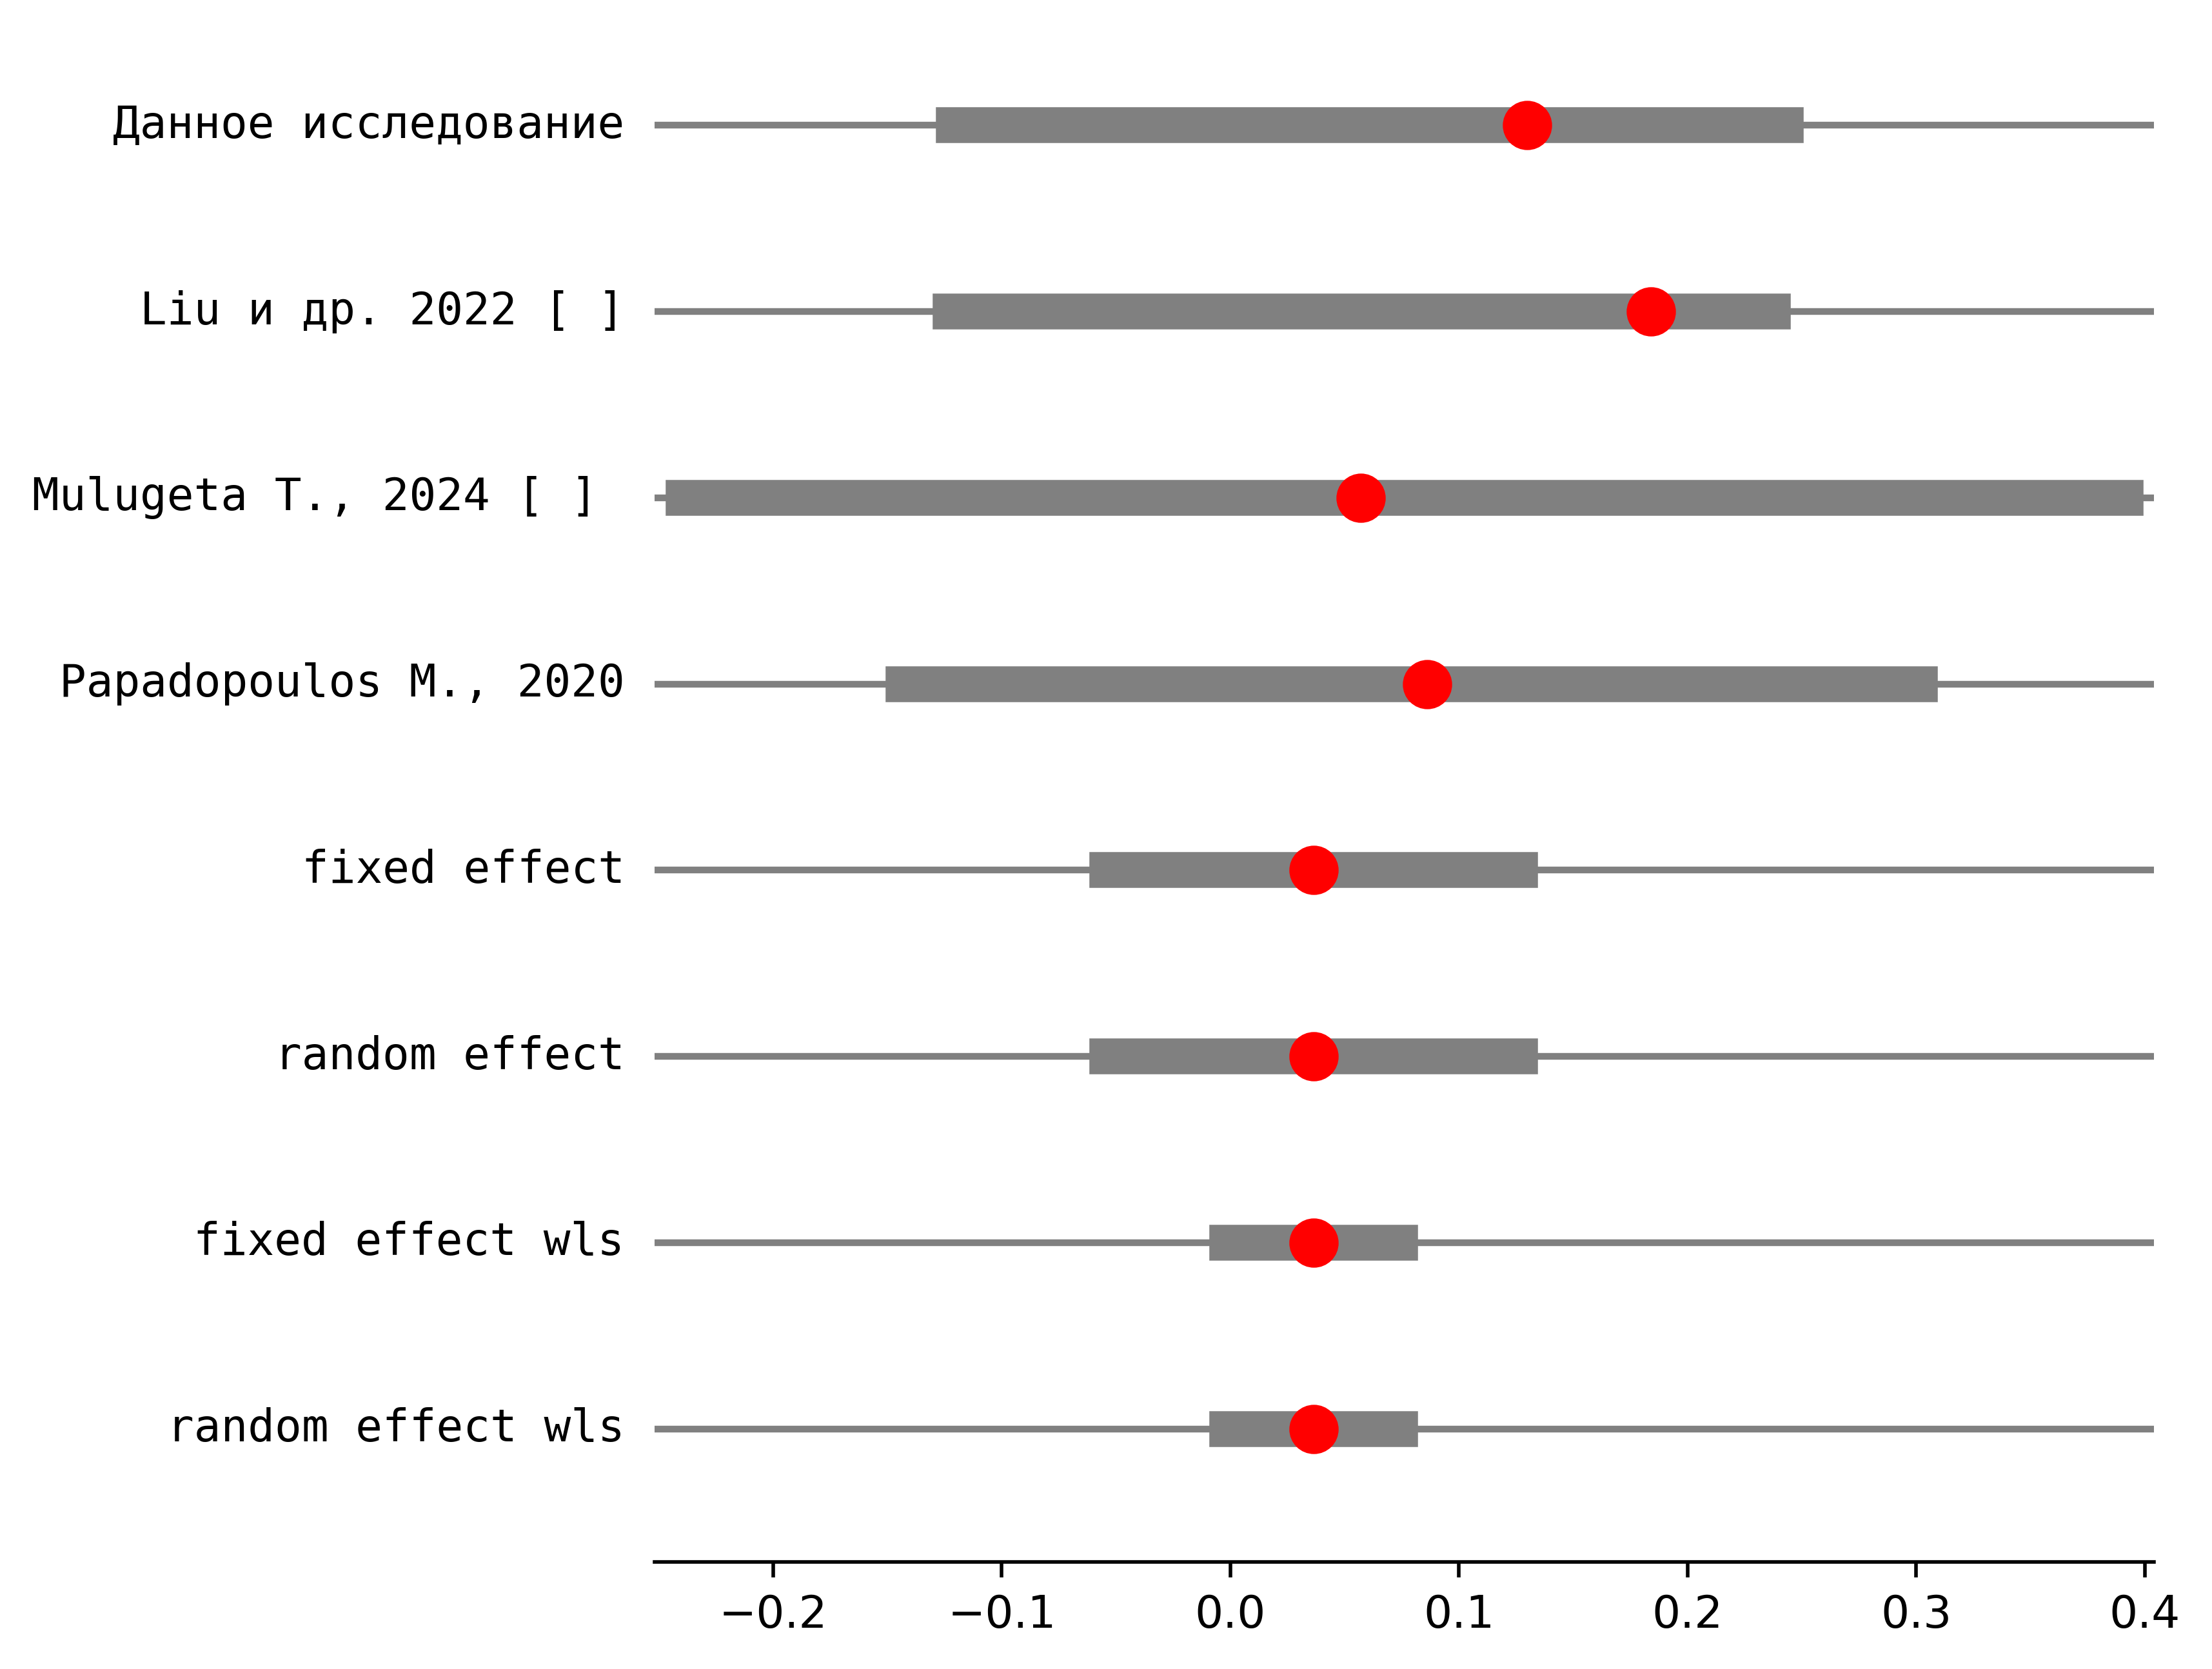 Данное исследование
Liu и др. 2022 [ ]
Mulugeta T., 2024 [ ]
Papadopoulos M., 2020
fixed effect
random effect
fixed effect wls
random effect wls
−0.2 −0.1 0.0 0.1 0.2 0.3 0.4